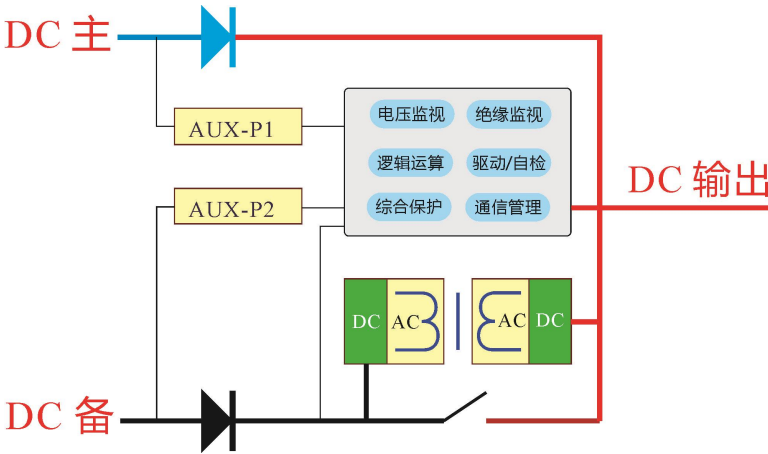 DC 主
AUX-P1
电压监视 绝缘监视
逻辑运算 驱动/自检
AUX-P2
综合保护 通信管理
DC 输出
DC AC AC DC
DC 备